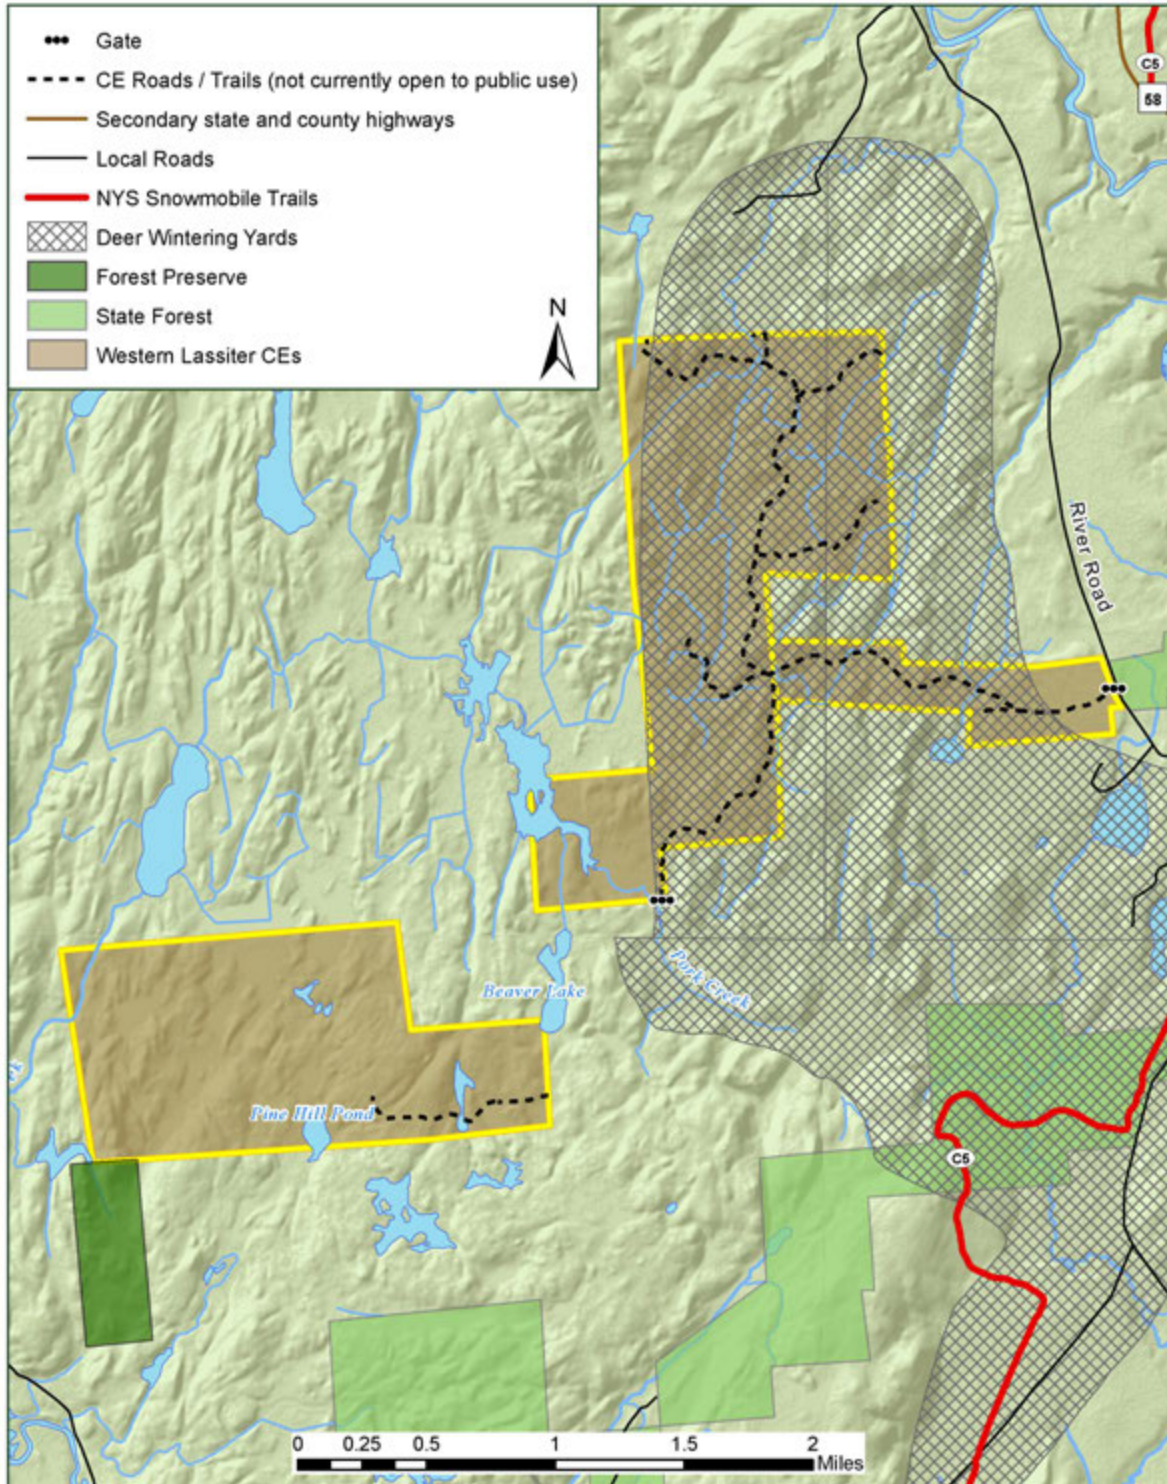 Gate
CE Roads / Trails (not currently open to public use)
Secondary state and county highways
Local Roads
NYS Snowmobile Trails
Deer Wintering Yards
Forest Preserve
State Forest
Western Lassiter CEs
N
C5
58
River Road
Pork Creek
Beaver Lake
Pine Hill Pond
C5
0 0.25 0.5 1 1.5 2
Miles